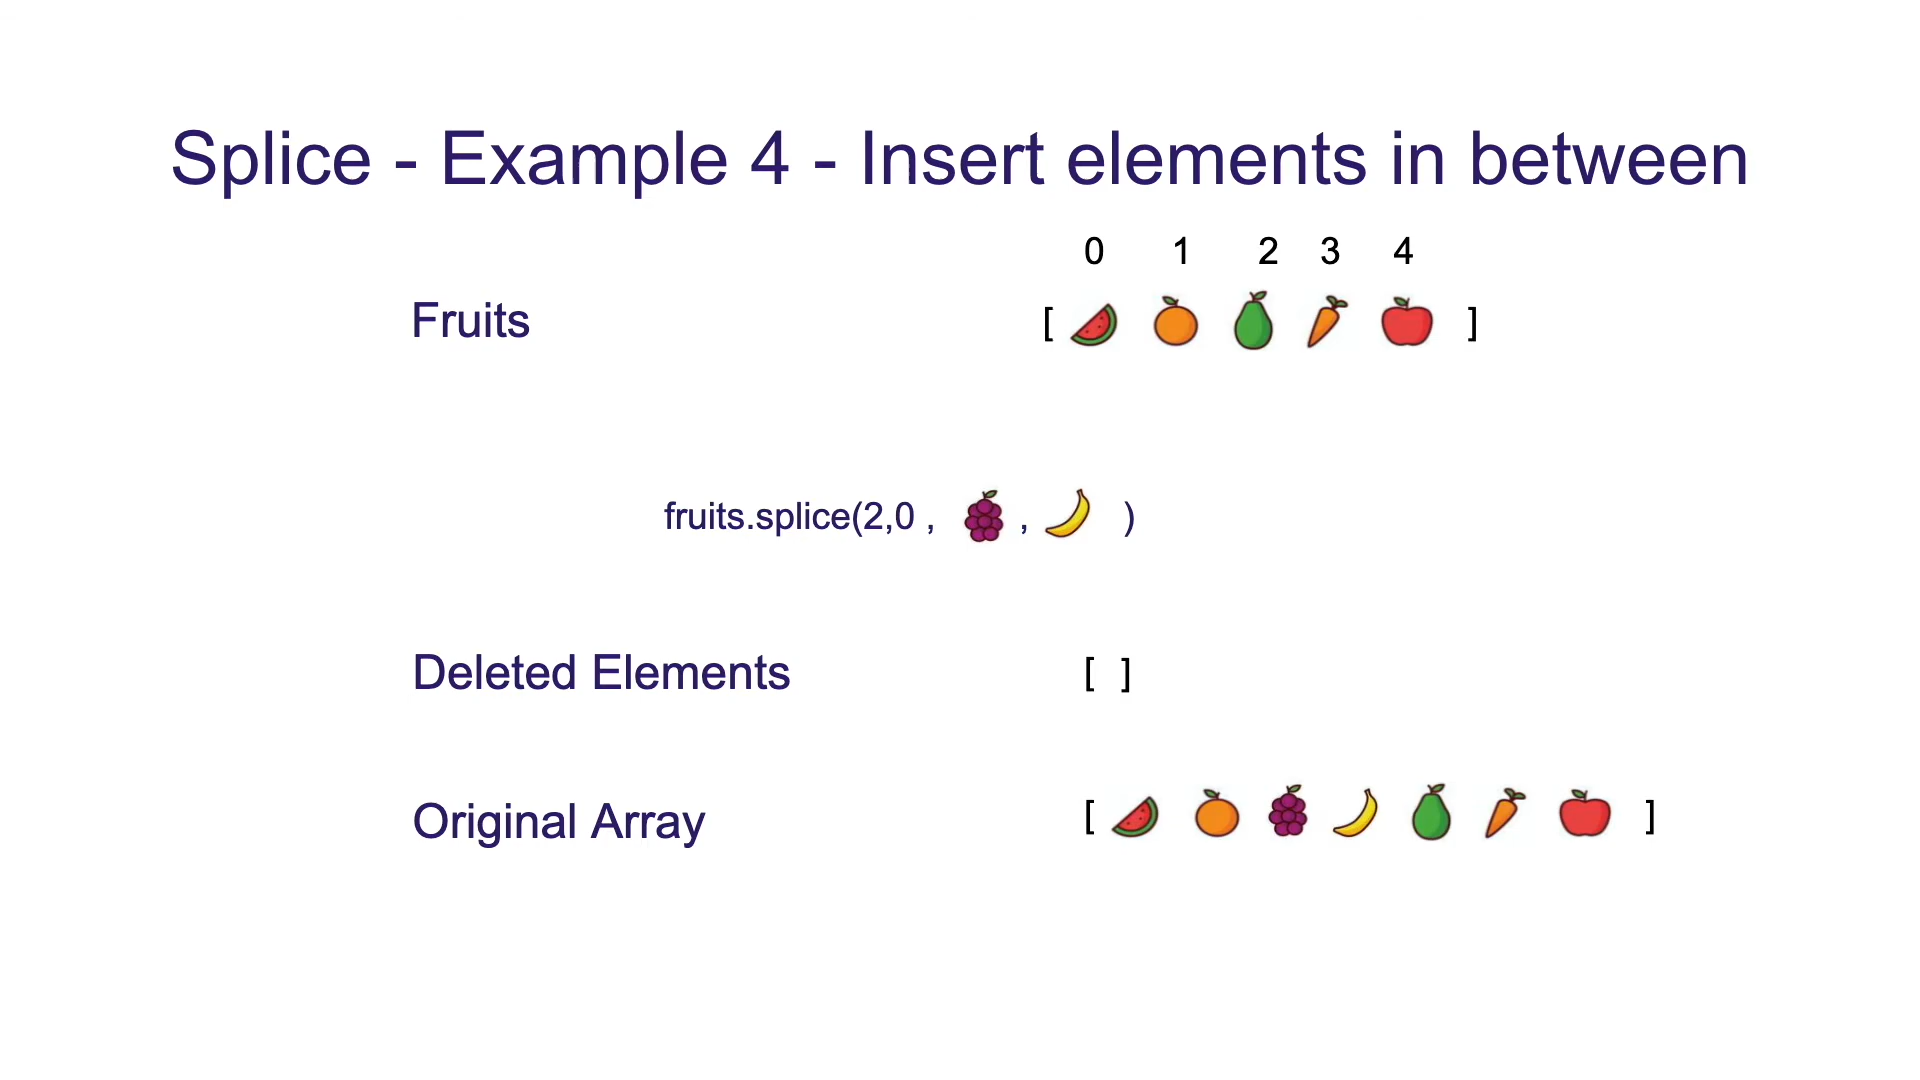 Splice - Example 4 - Insert elements in between
0 1 2 3 4
Fruits [ ]
fruits.splice(2,0 , , )
Deleted Elements [ ]
Original Array [ ]